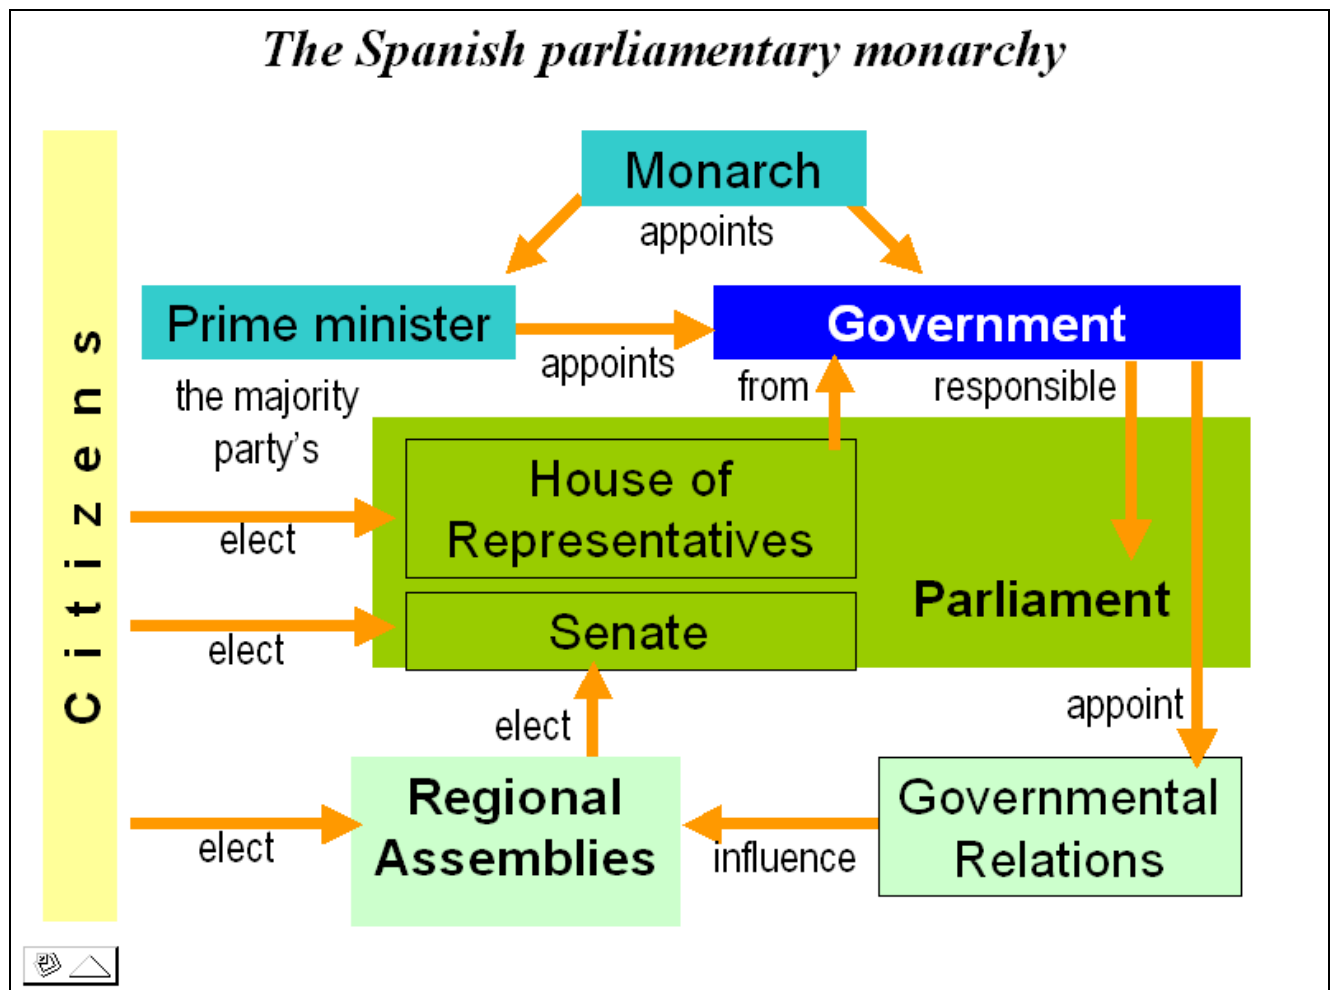 The Spanish parliamentary monarchy
Monarch
appoints
Prime minister
appoints
Government
the majority
party's
from
responsible
House of
Representatives
elect
Senate
elect
Parliament
elect
appoint
Regional
Assemblies
elect
influence
Governmental
Relations
Citizens